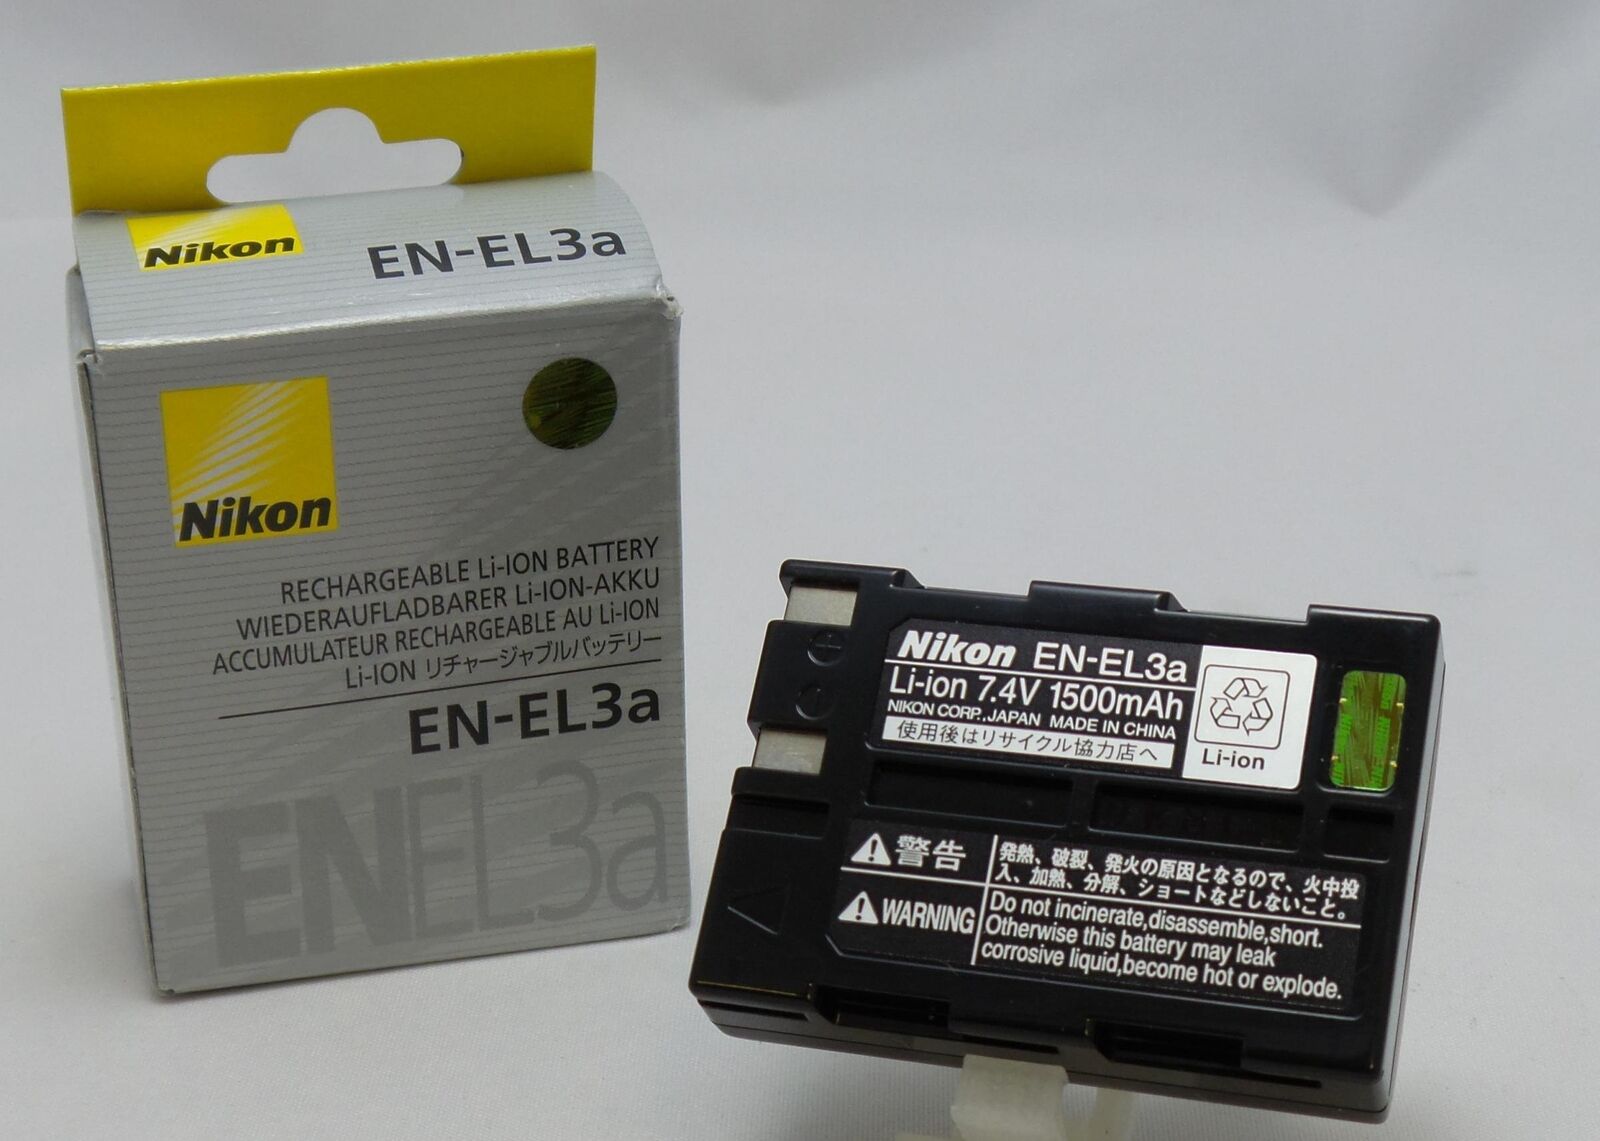 Nikon EN-EL3a
Nikon
RECHARGEABLE Li-ION BATTERY
WIEDERAUFLADBARER Li-ION-AKKU
ACCUMULATEUR RECHARGEABLE AU Li-ION
Li-ION リチャージャブルバッテリー
EN-EL3a
ENEL3a
Nikon EN-EL3a
Li-ion 7.4V 1500mAh
NIKON CORP.,JAPAN MADE IN CHINA
使用後はリサイクル協力店へ
Li-ion
警告
発熱、破裂、発火の原因となるので、火中投
入、加熱、分解、ショートなどしないこと。
WARNING
Do not incinerate,disassemble,short.
Otherwise this battery may leak
corrosive liquid,become hot or explode.